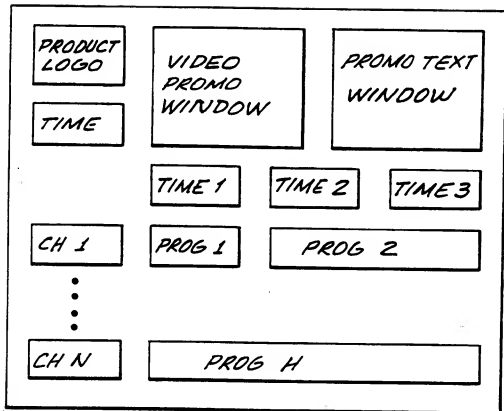 PRODUCT
LOGO
TIME
VIDEO
PROMO
WINDOW
PROMO TEXT
WINDOW
TIME 1
TIME 2
TIME 3
CH 1
PROG 1
PROG 2
CH N
PROG H